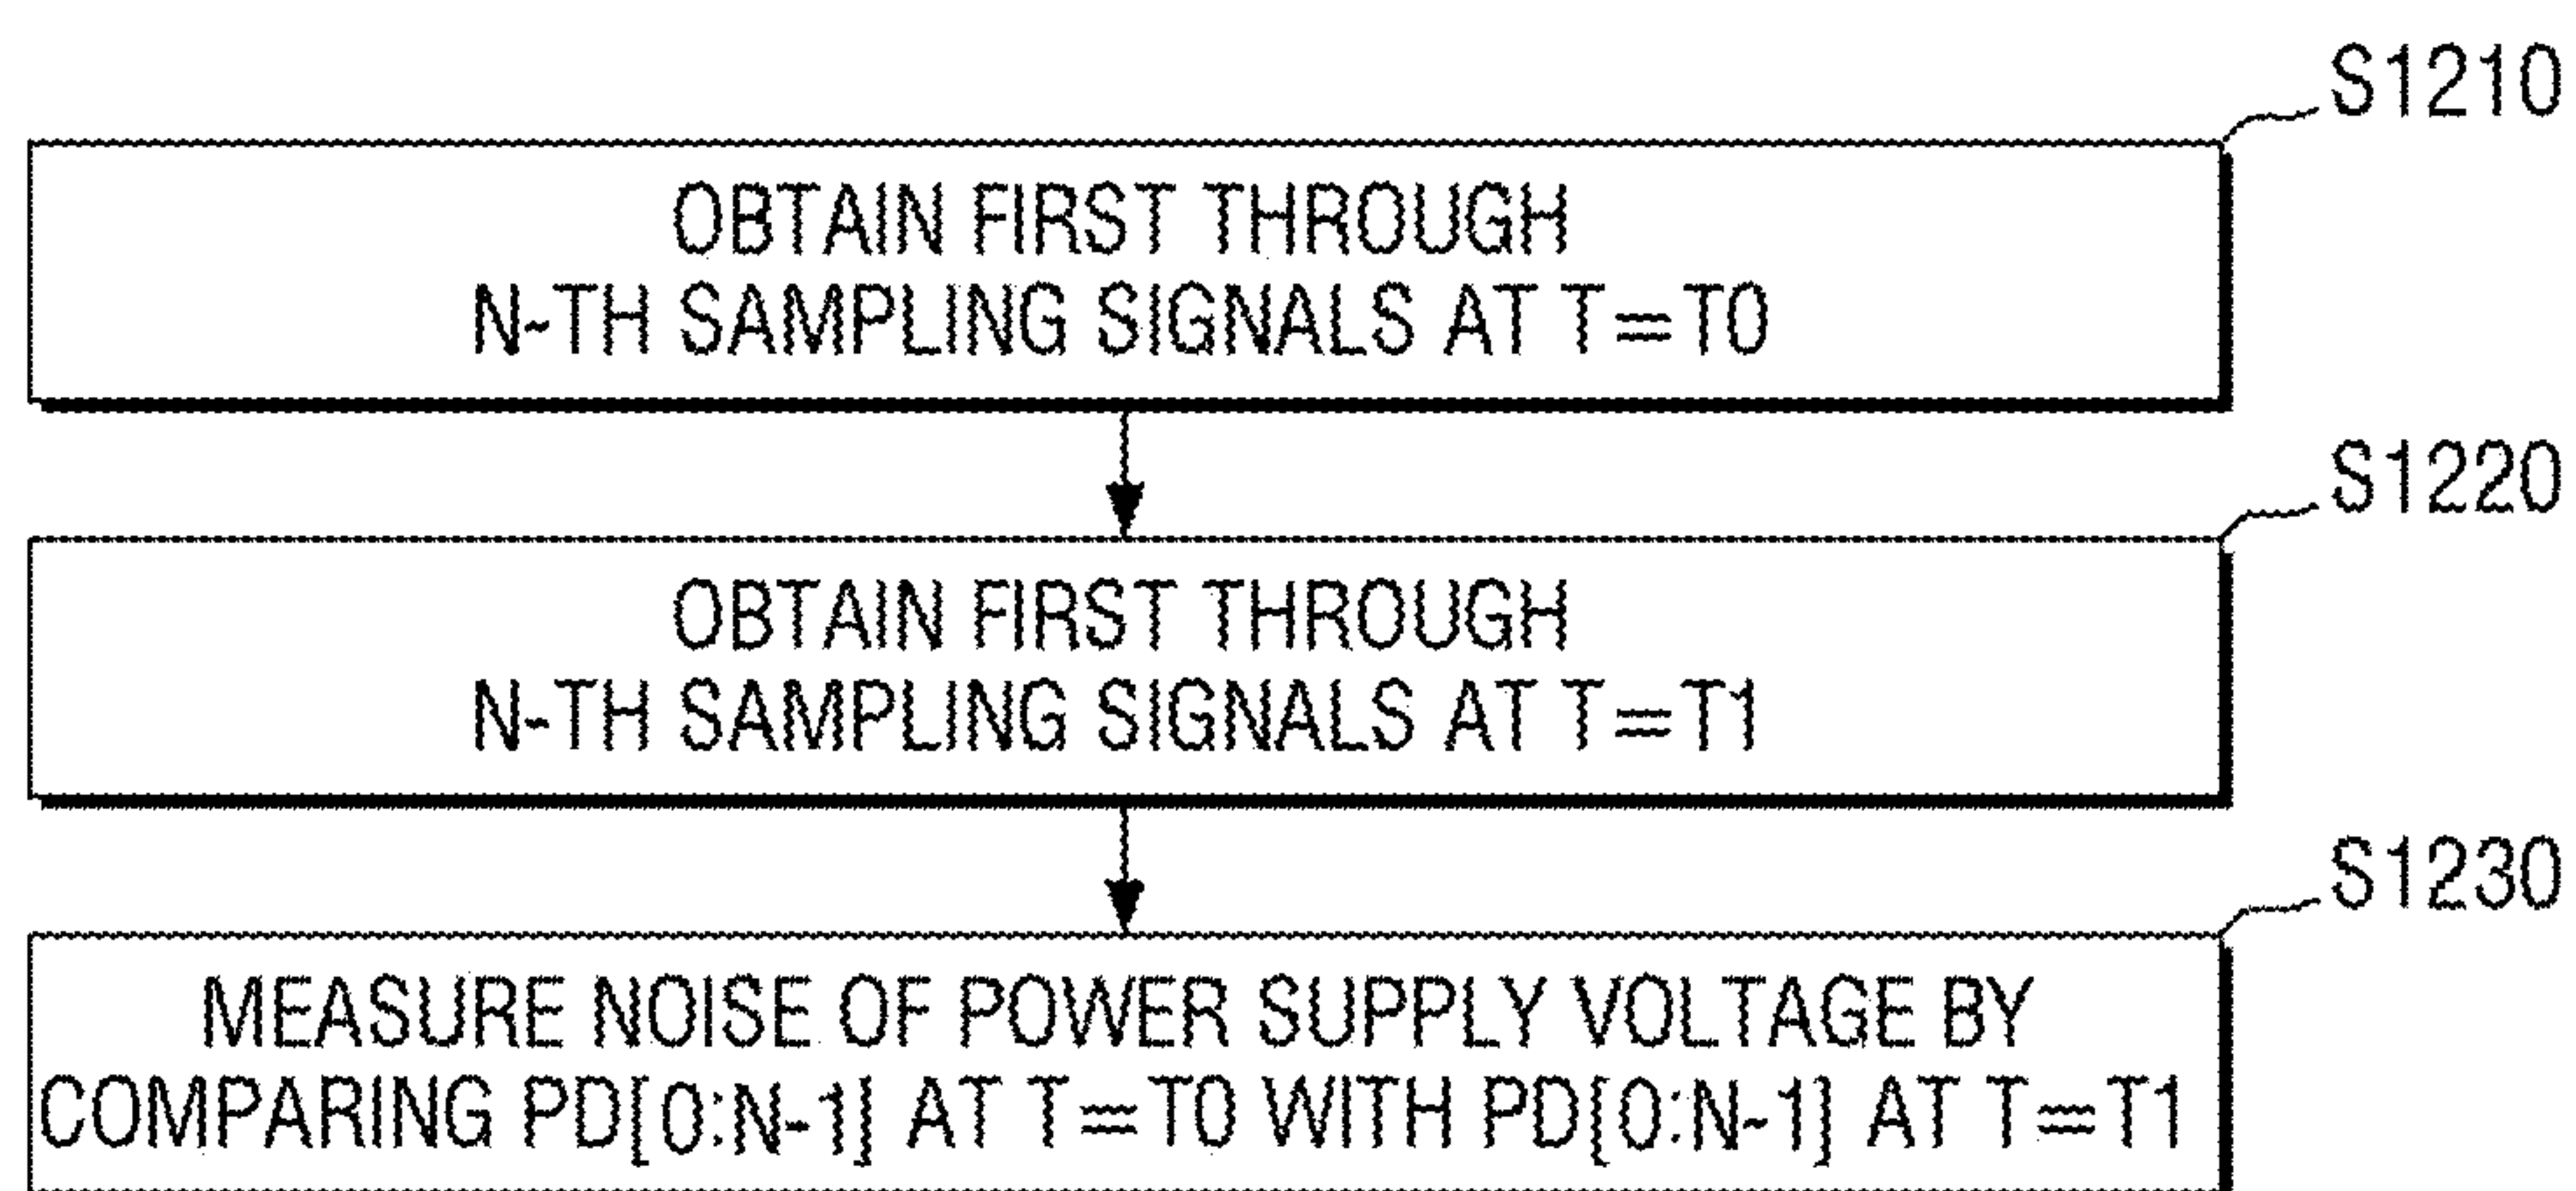 S1210
OBTAIN FIRST THROUGH
N-TH SAMPLING SIGNALS AT T=T0
S1220
OBTAIN FIRST THROUGH
N-TH SAMPLING SIGNALS AT T=T1
S1230
MEASURE NOISE OF POWER SUPPLY VOLTAGE BY
COMPARING PD[0:N-1] AT T=T0 WITH PD[0:N-1] AT T=T1